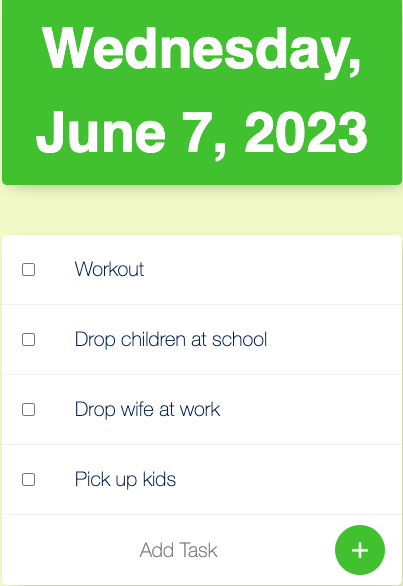 Wednesday,
June 7, 2023
Workout
Drop children at school
Drop wife at work
Pick up kids
Add Task
+